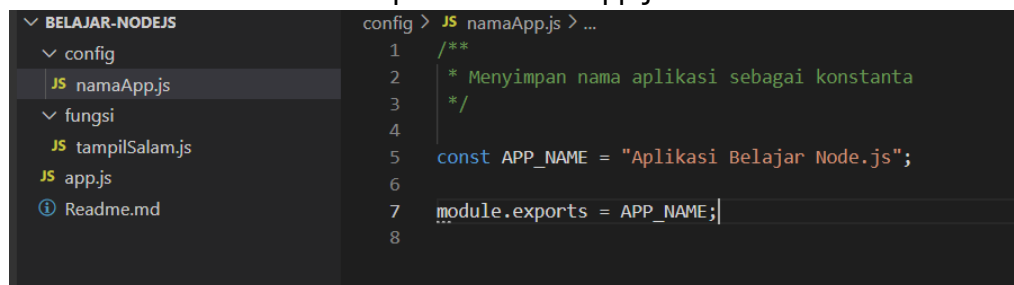 BELAJAR-NODEJS
config
JS namaApp.js
fungsi
JS tampilSalam.js
JS app.js
Readme.md
config > JS namaApp.js > ...
1 /**
2 * Menyimpan nama aplikasi sebagai konstanta
3 */
4
5 const APP_NAME = "Aplikasi Belajar Node.js";
6
7 module.exports = APP_NAME;
8